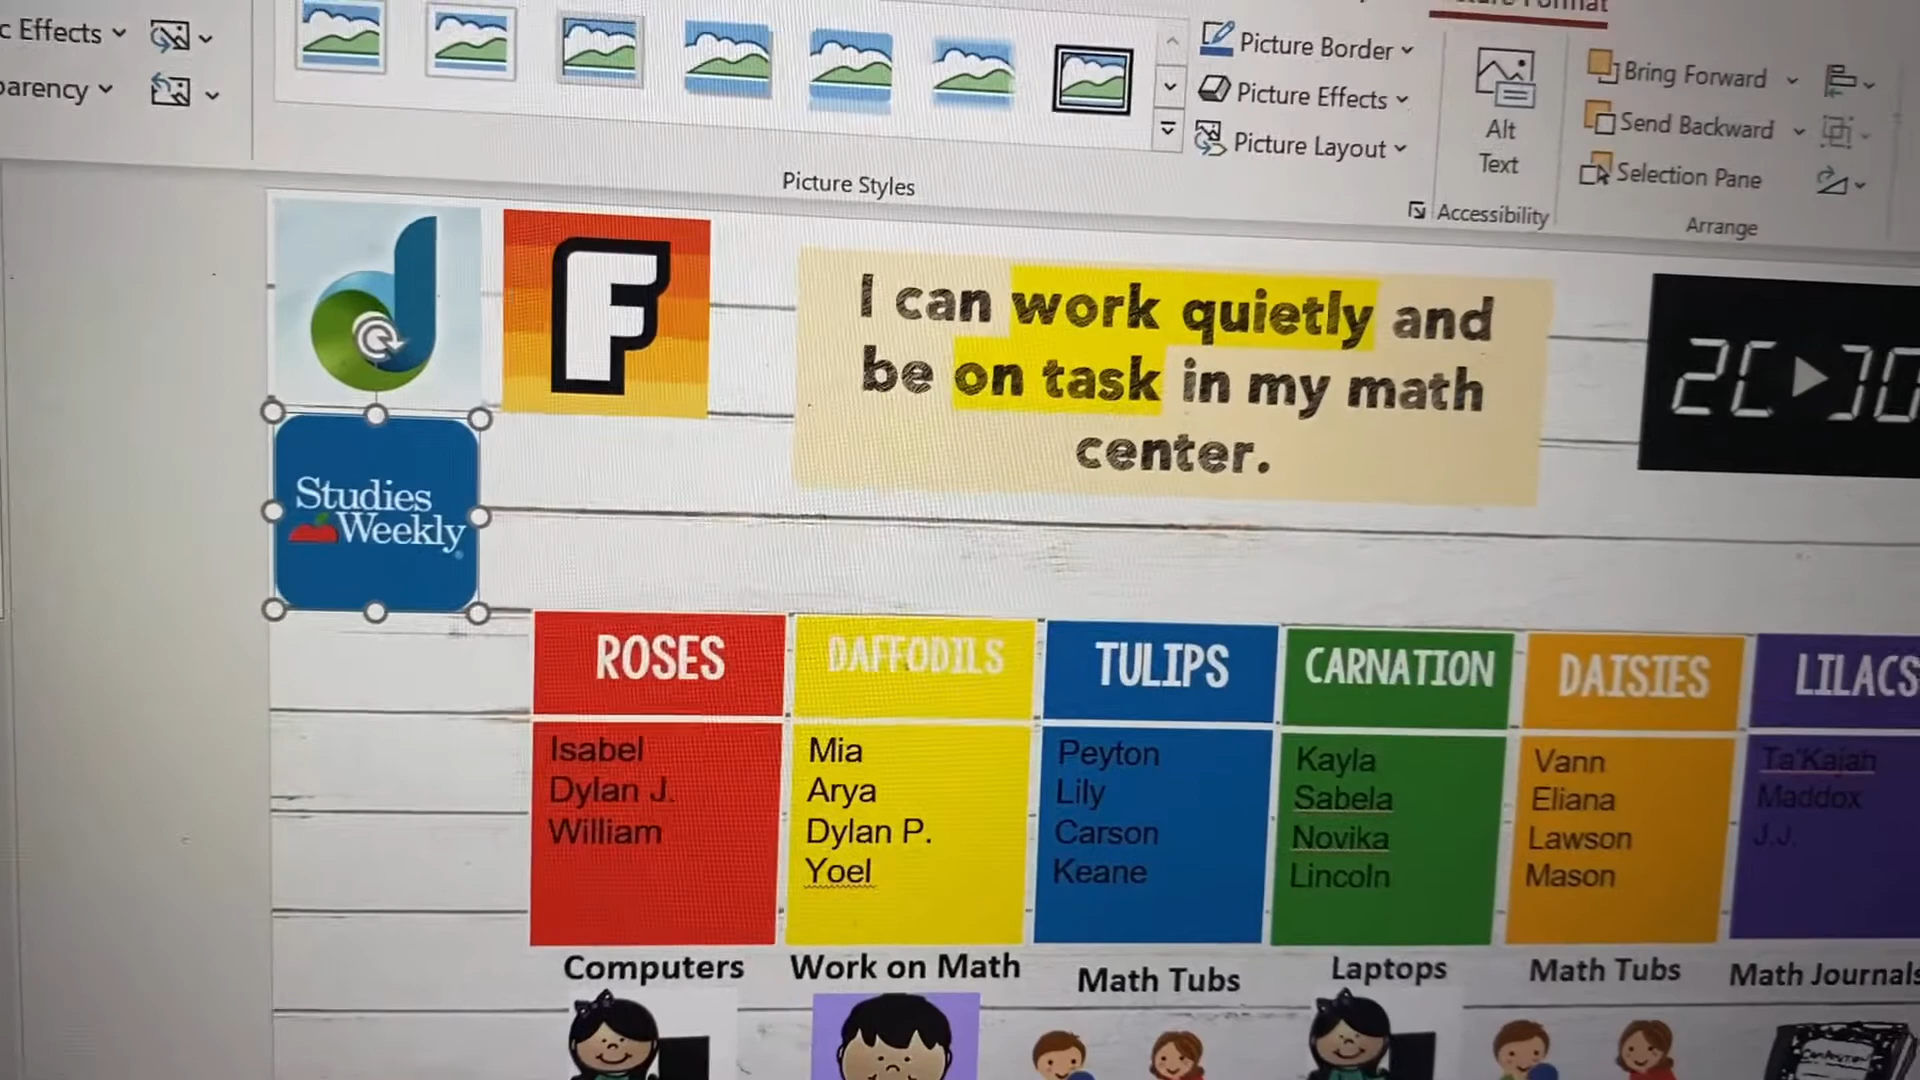 Effects
Picture Border
Bring Forward
Picture Effects
Send Backward
Alt
Text
Picture Layout
Selection Pane
Picture Styles
Accessibility
Arrange
d
F
I can work quietly and
be on task in my math
center.
Studies
Weekly
ROSES
DAFFODILS
TULIPS
CARNATION
DAISIES
LILACS
Isabel
Dylan J.
William
Mia
Arya
Dylan P.
Yoel
Peyton
Lily
Carson
Keane
Kayla
Sabela
Novika
Lincoln
Vann
Eliana
Lawson
Mason
Ta'Kajah
Maddox
J.J.
Computers
Work on Math
Math Tubs
Laptops
Math Tubs
Math Journals